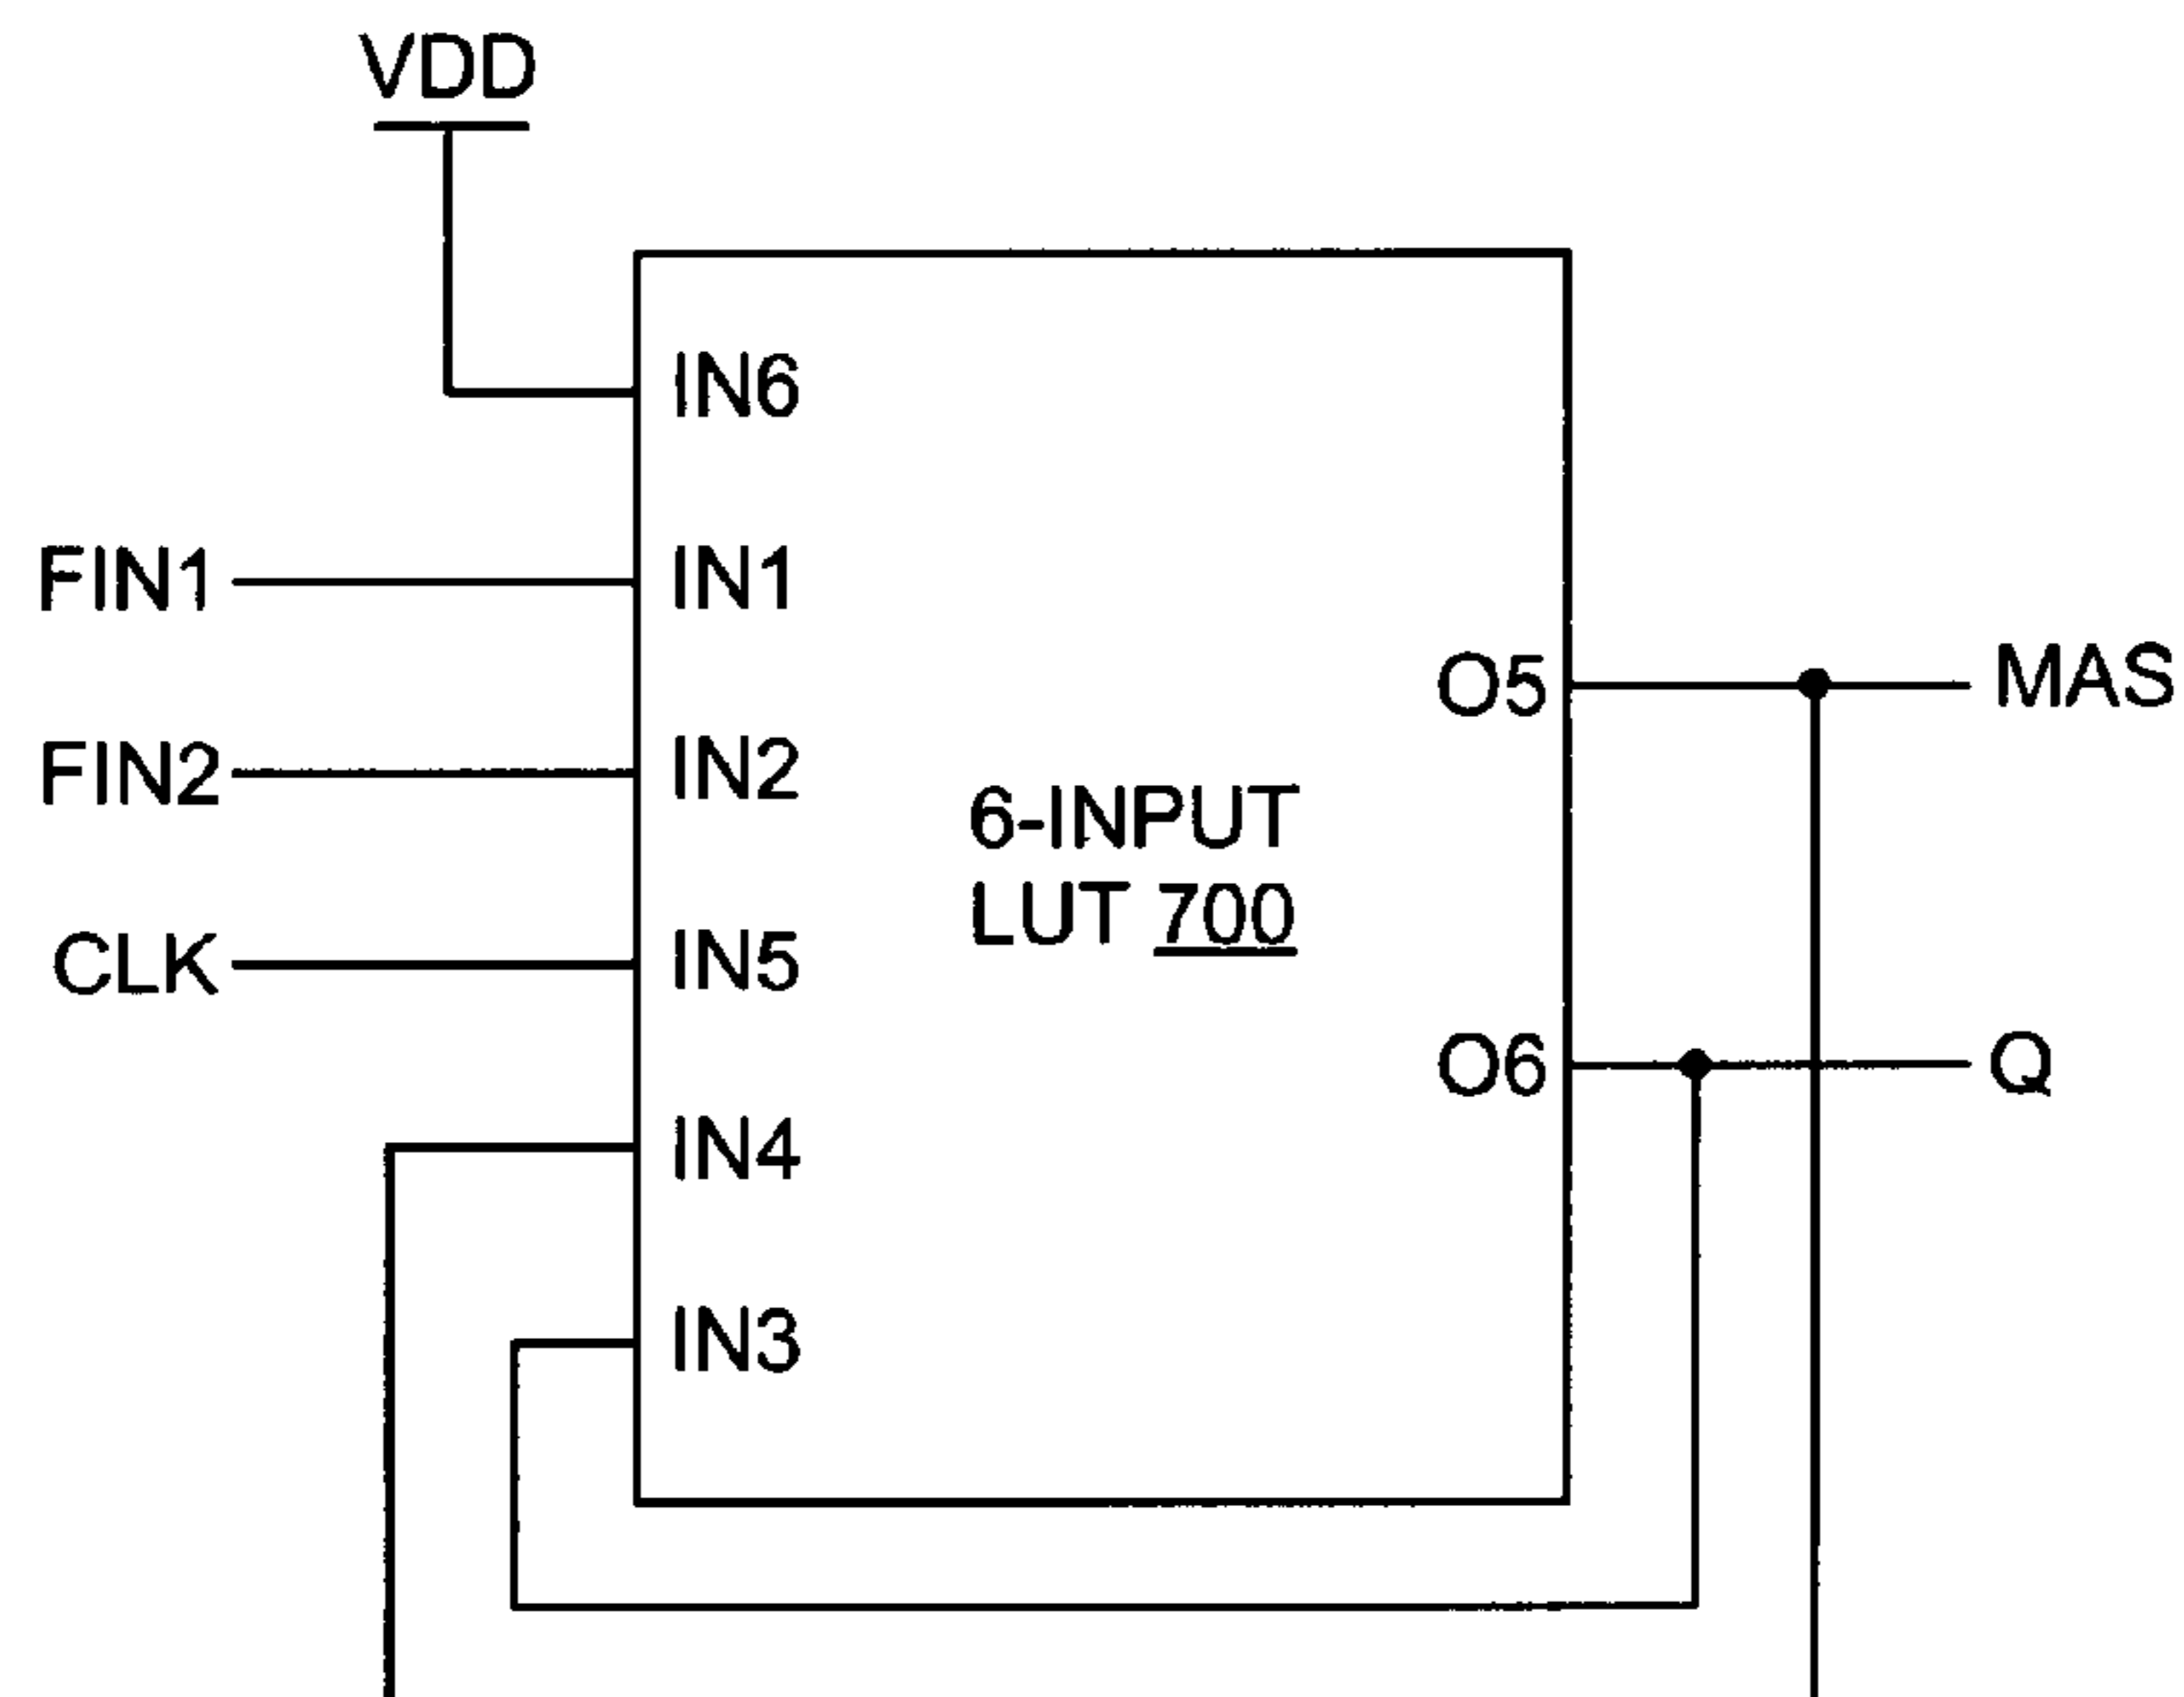 VDD
IN6
FIN1
IN1
FIN2
IN2
CLK
IN5
IN4
IN3
6-INPUT
LUT 700
O5
MAS
O6
Q